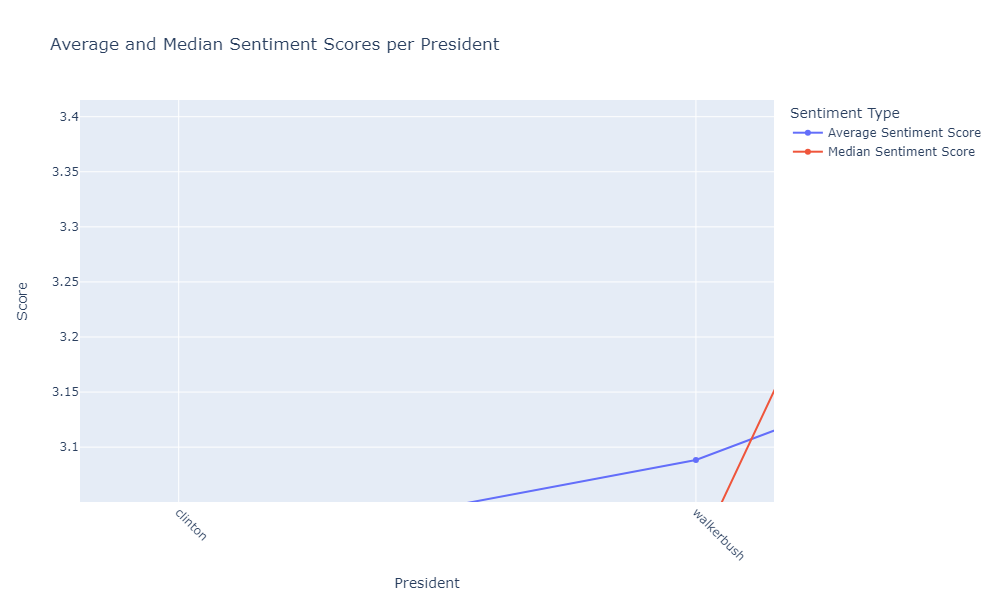 Average and Median Sentiment Scores per President
Sentiment Type
Average Sentiment Score
Median Sentiment Score
Score
3.4
3.35
3.3
3.25
3.2
3.15
3.1
clinton
walkerbush
President